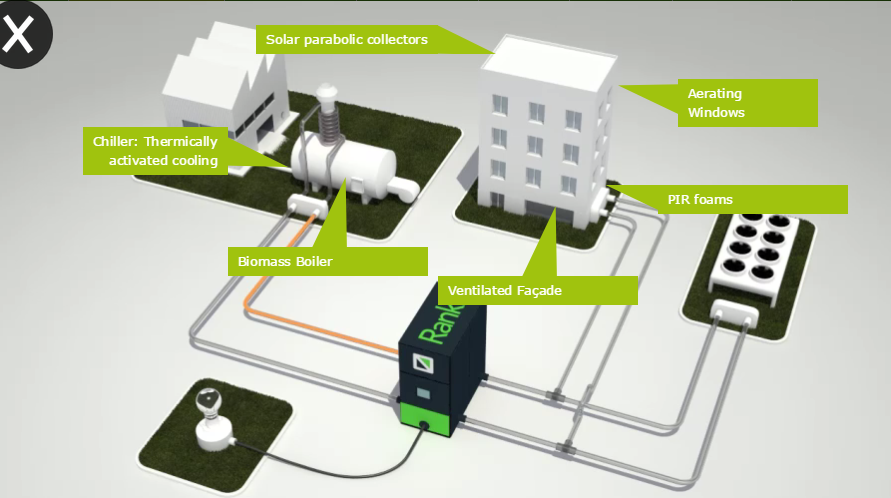 X
Solar parabolic collectors
Aerating
Windows
Chiller: Thermically
activated cooling
PIR foams
Biomass Boiler
Ventilated Façade
Rank